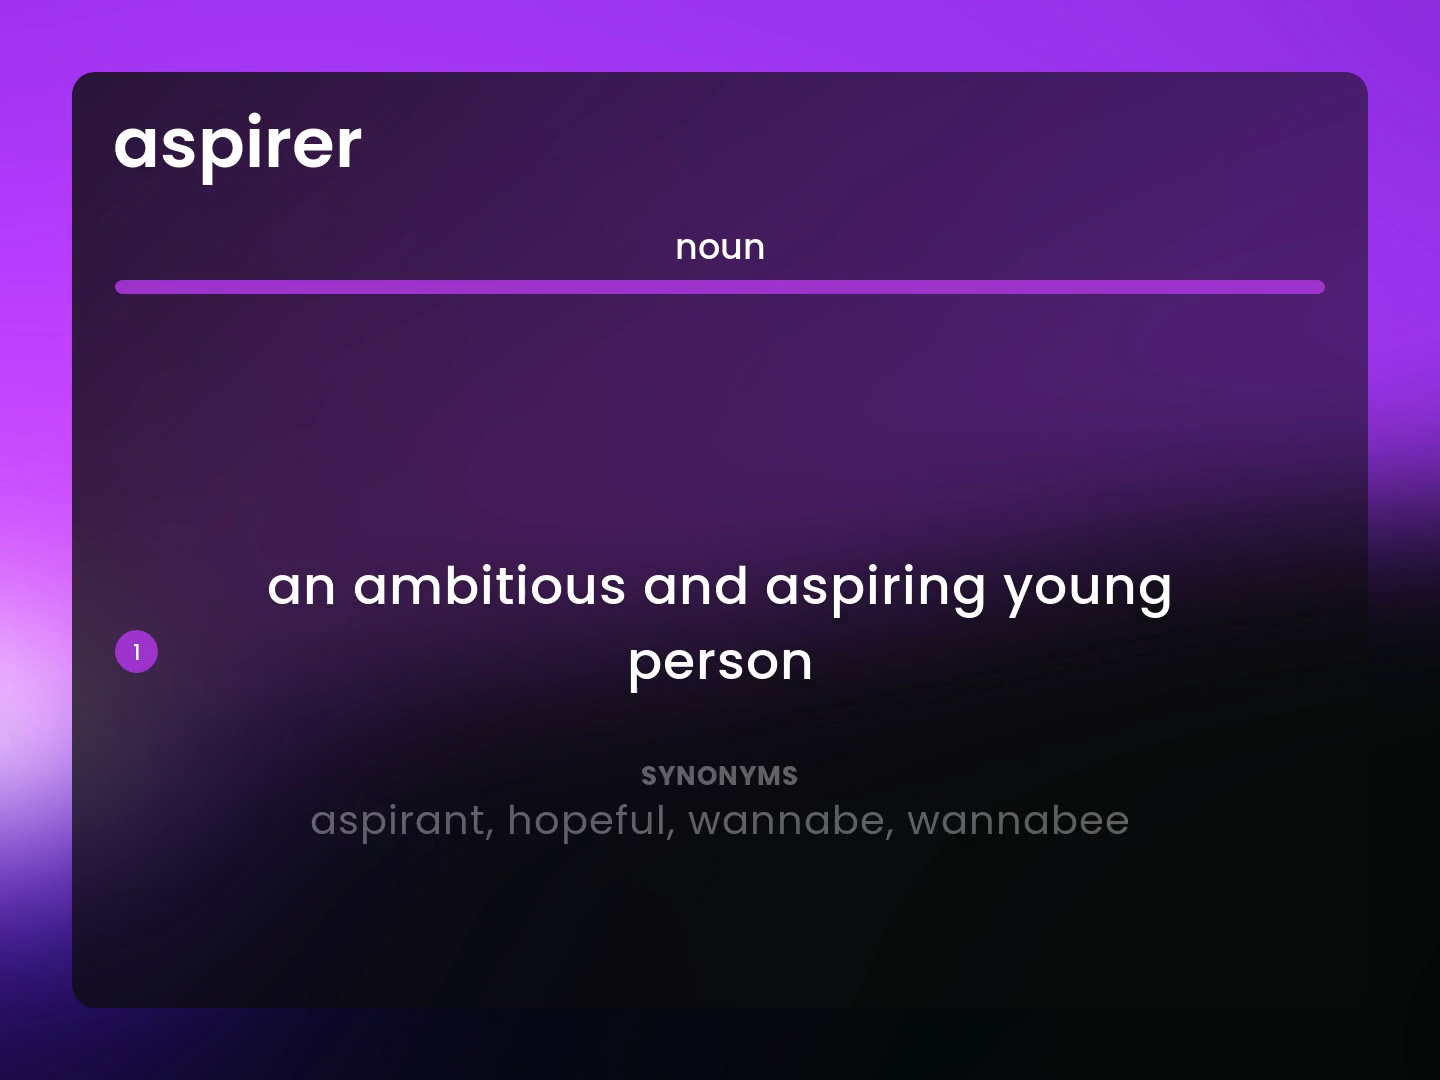 aspirer
noun
an ambitious and aspiring young
person
1
SYNONYMS
aspirant, hopeful, wannabe, wannabee